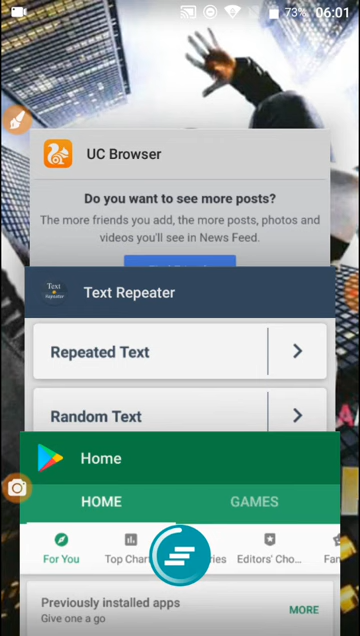 73% 06:01
UC Browser
Do you want to see more posts?
The more friends you add, the more posts, photos and
videos you'll see in News Feed.
Text Repeater
Text Repeater
Repeated Text
Random Text
Home
HOME GAMES
For You Top Chart ries Editors' Cho... Fan
Previously installed apps
Give one a go
MORE